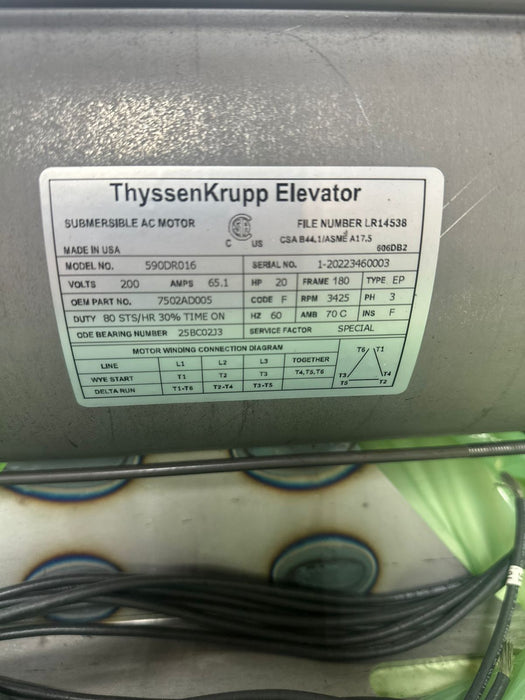 ThyssenKrupp Elevator
SUBMERSIBLE AC MOTOR C US FILE NUMBER LR14538
CSA B44.1/ASME A17.5
MADE IN USA 606DB2
MODEL NO. 590DR016 SERIAL NO. 1-20223460003
VOLTS 200 AMPS 65.1 HP 20 FRAME 180 TYPE EP
OEM PART NO. 7502AD005 CODE F RPM 3425 PH 3
DUTY 80 STS/HR 30% TIME ON HZ 60 AMB 70 C INS F
ODE BEARING NUMBER 25BC02J3 SERVICE FACTOR SPECIAL
MOTOR WINDING CONNECTION DIAGRAM
LINE L1 L2 L3 TOGETHER
WYE START T1 T2 T3 T4,T5,T6
DELTA RUN T1-T6 T2-T4 T3-T5
T6 T1
T3 T4
T5 T2